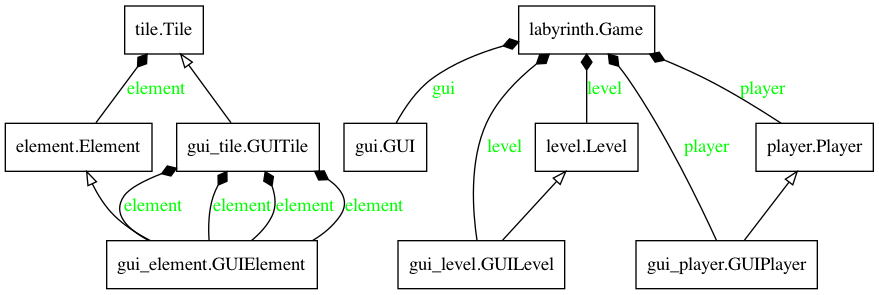 tile.Tile
labyrinth.Game
element
gui
level
player
element.Element
gui_tile.GUITile
gui.GUI
level
level.Level
player
player.Player
element
element
element
element
gui_element.GUIElement
gui_level.GUILevel
gui_player.GUIPlayer